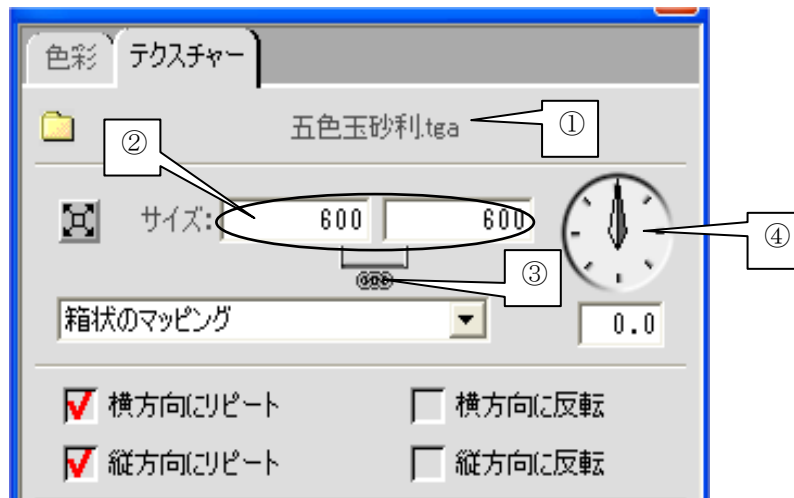 色彩 テクスチャー
五色玉砂利.tga ①
②
サイズ: 600 600
④
③
箱状のマッピング 0.0
横方向にリピート 横方向に反転
縦方向にリピート 縦方向に反転